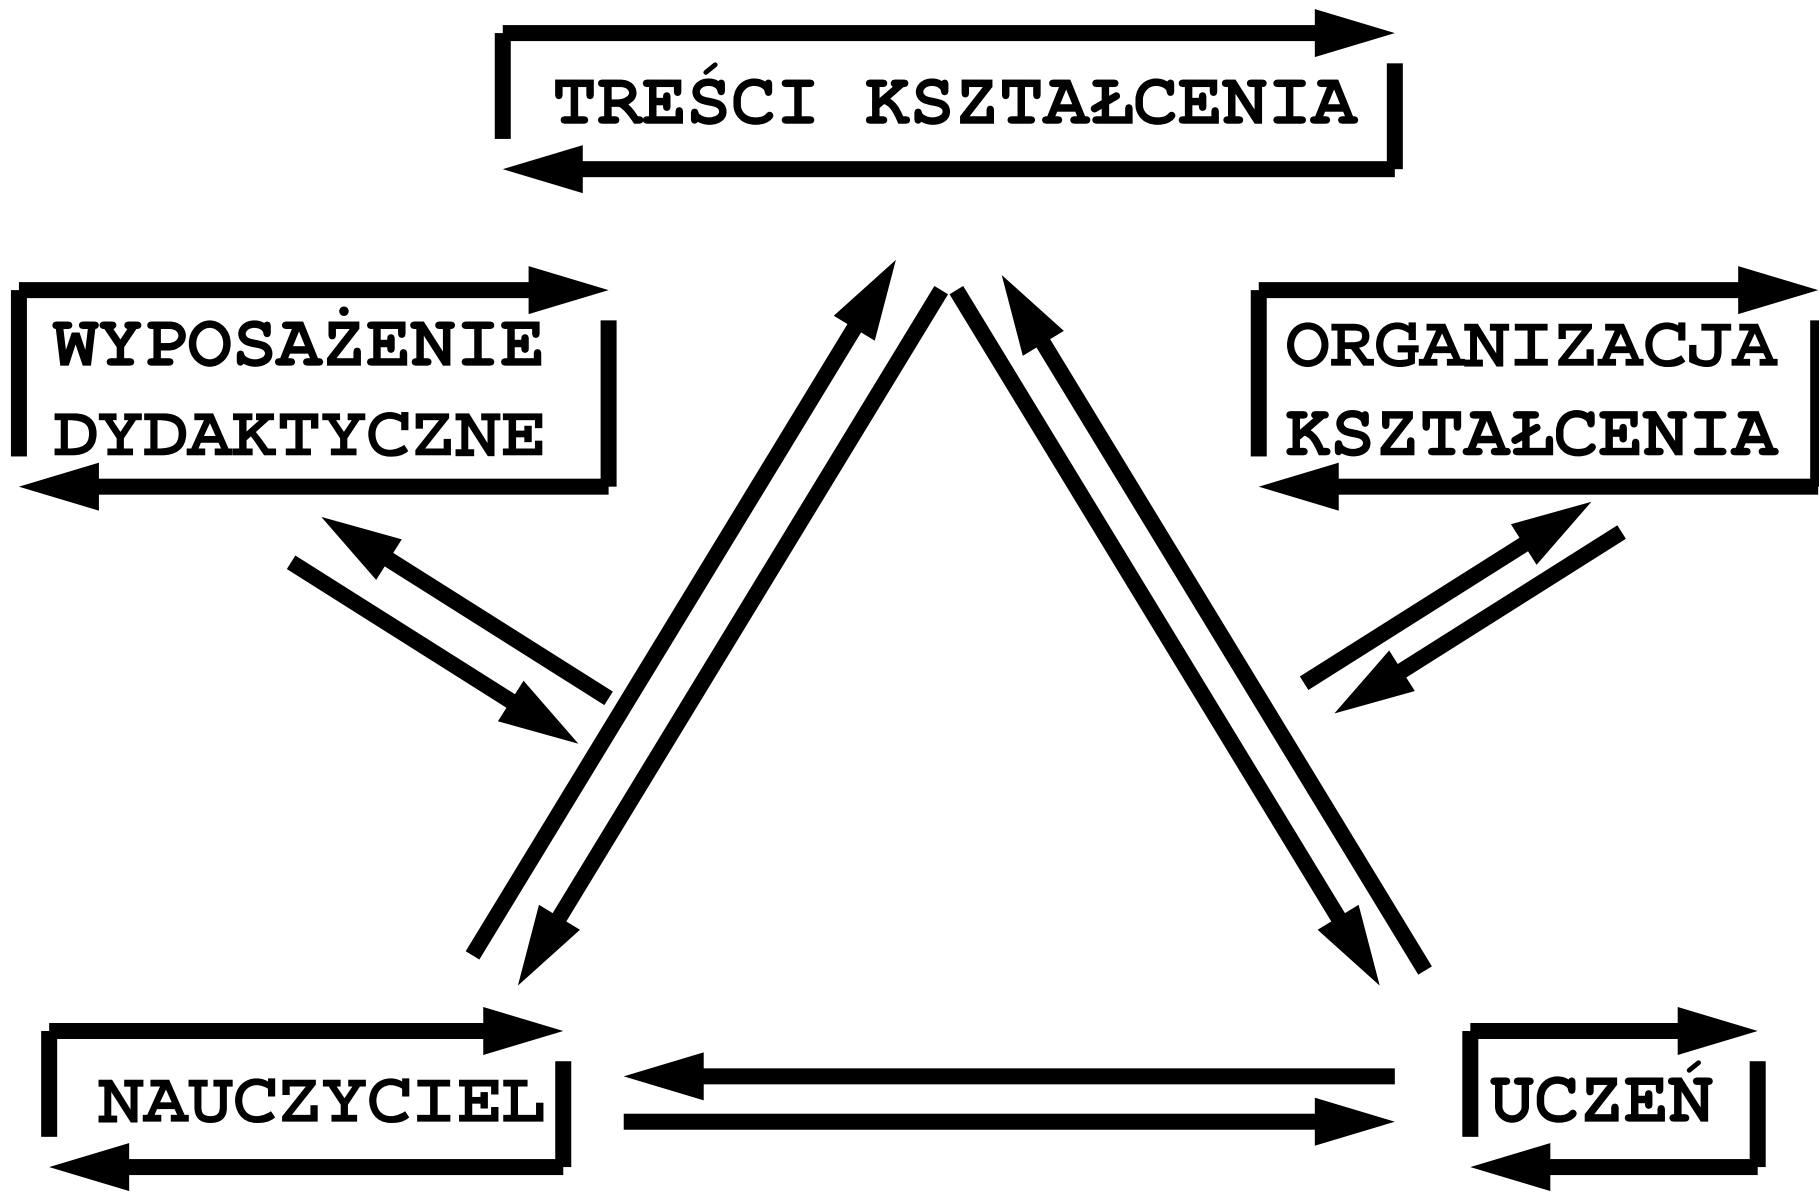 TREŚCI KSZTAŁCENIA
WYPOSAŻENIE
DYDAKTYCZNE
ORGANIZACJA
KSZTAŁCENIA
NAUCZYCIEL
UCZEŃ